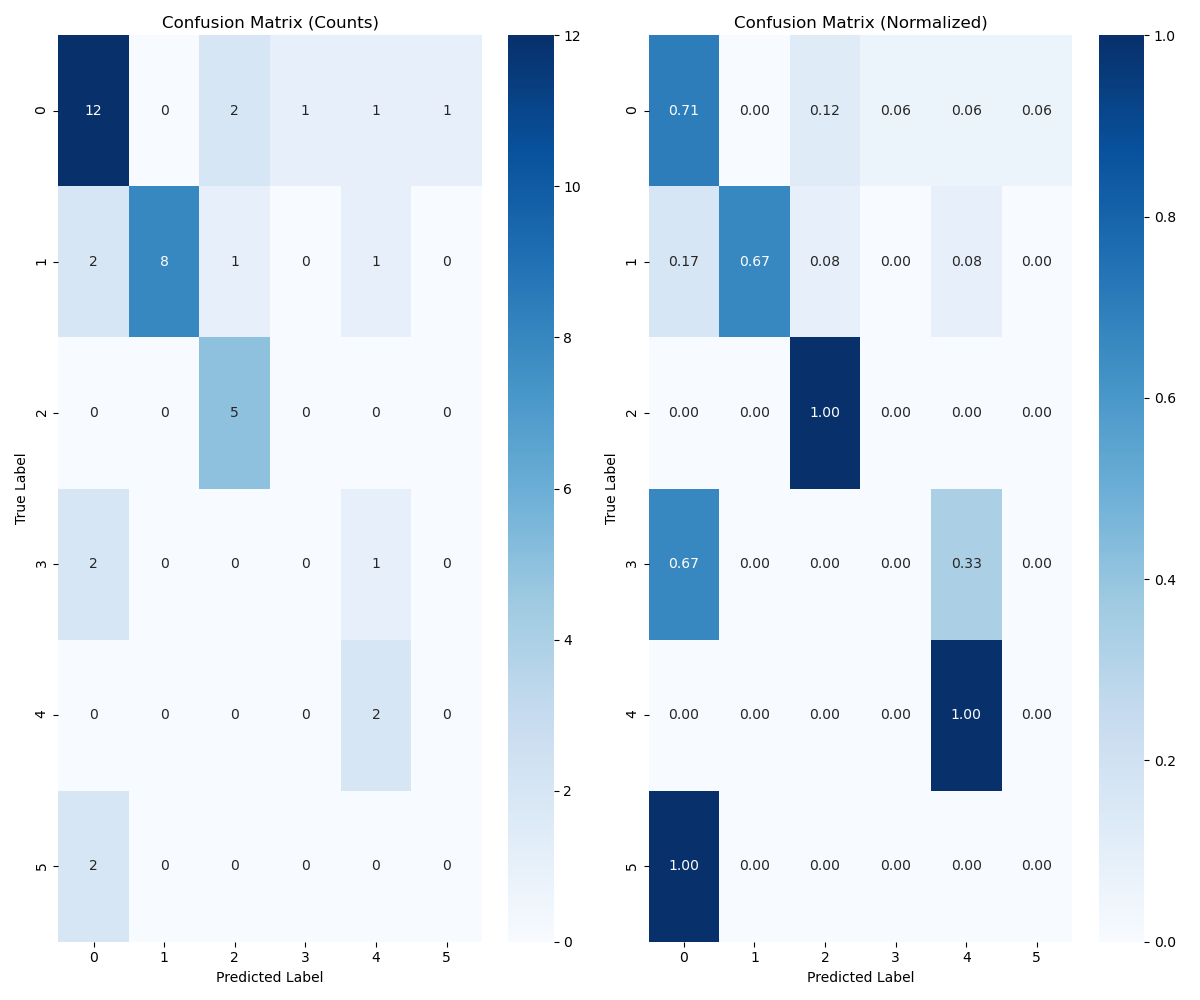 Confusion Matrix (Counts)
0 12 0 2 1 1 1
1 2 8 1 0 1 0
2 0 0 5 0 0 0
3 2 0 0 0 1 0
4 0 0 0 0 2 0
5 2 0 0 0 0 0
0 1 2 3 4 5
True Label
Predicted Label
12
10
8
6
4
2
0
Confusion Matrix (Normalized)
0 0.71 0.00 0.12 0.06 0.06 0.06
1 0.17 0.67 0.08 0.00 0.08 0.00
2 0.00 0.00 1.00 0.00 0.00 0.00
3 0.67 0.00 0.00 0.00 0.33 0.00
4 0.00 0.00 0.00 0.00 1.00 0.00
5 1.00 0.00 0.00 0.00 0.00 0.00
0 1 2 3 4 5
True Label
Predicted Label
1.0
0.8
0.6
0.4
0.2
0.0